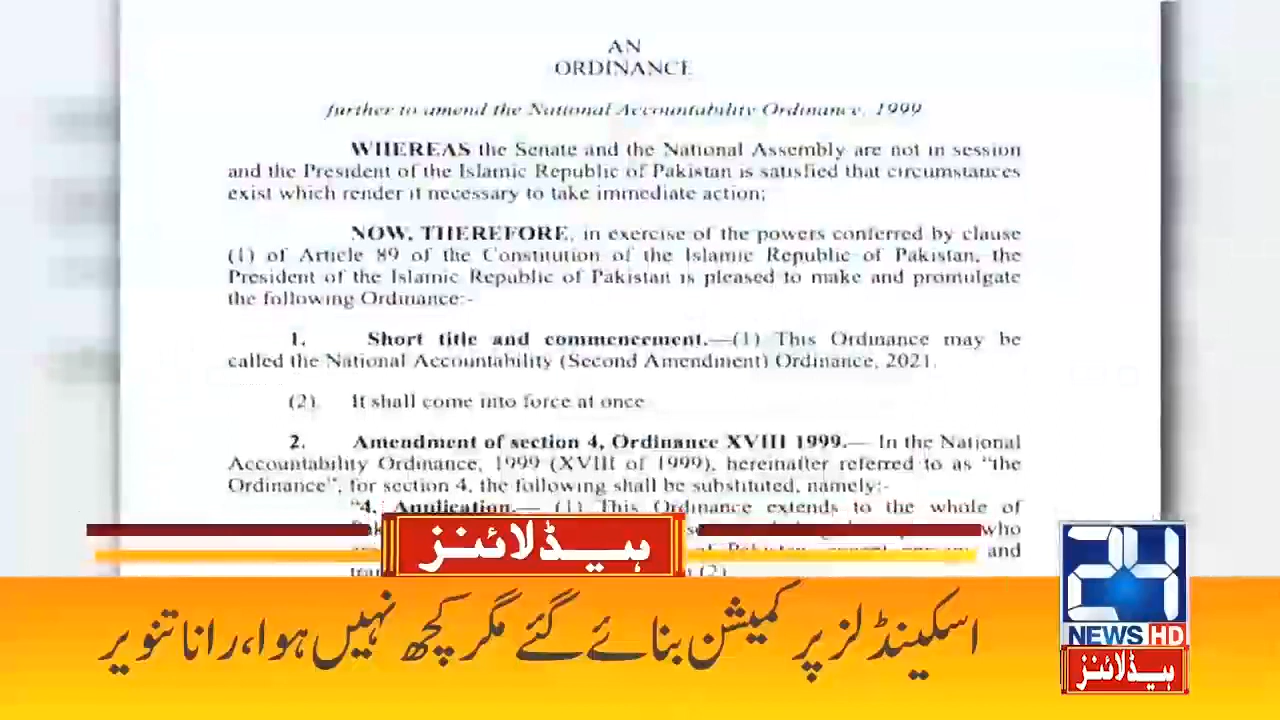 AN
ORDINANCE
further to amend the National Accountability Ordinance, 1999
WHEREAS the Senate and the National Assembly are not in session
and the President of the Islamic Republic of Pakistan is satisfied that circumstances
exist which render it necessary to take immediate action;
NOW, THEREFORE, in exercise of the powers conferred by clause
(1) of Article 89 of the Constitution of the Islamic Republic of Pakistan, the
President of the Islamic Republic of Pakistan is pleased to make and promulgate
the following Ordinance:-
1. Short title and commencement.—(1) This Ordinance may be
called the National Accountability (Second Amendment) Ordinance, 2021.
(2). It shall come into force at once
2. Amendment of section 4, Ordinance XVIII 1999.— In the National
Accountability Ordinance, 1999 (XVIII of 1999), hereinafter referred to as “the
Ordinance”, for section 4, the following shall be substituted, namely:-
“4. Application.— (1) This Ordinance extends to the whole of
who
and
(2)
ہیڈلائنز
اسکینڈلز پر کمیشن بنائے گئے مگر کچھ نہیں ہوا، رانا تنویر
24
NEWS HD
ہیڈلائنز